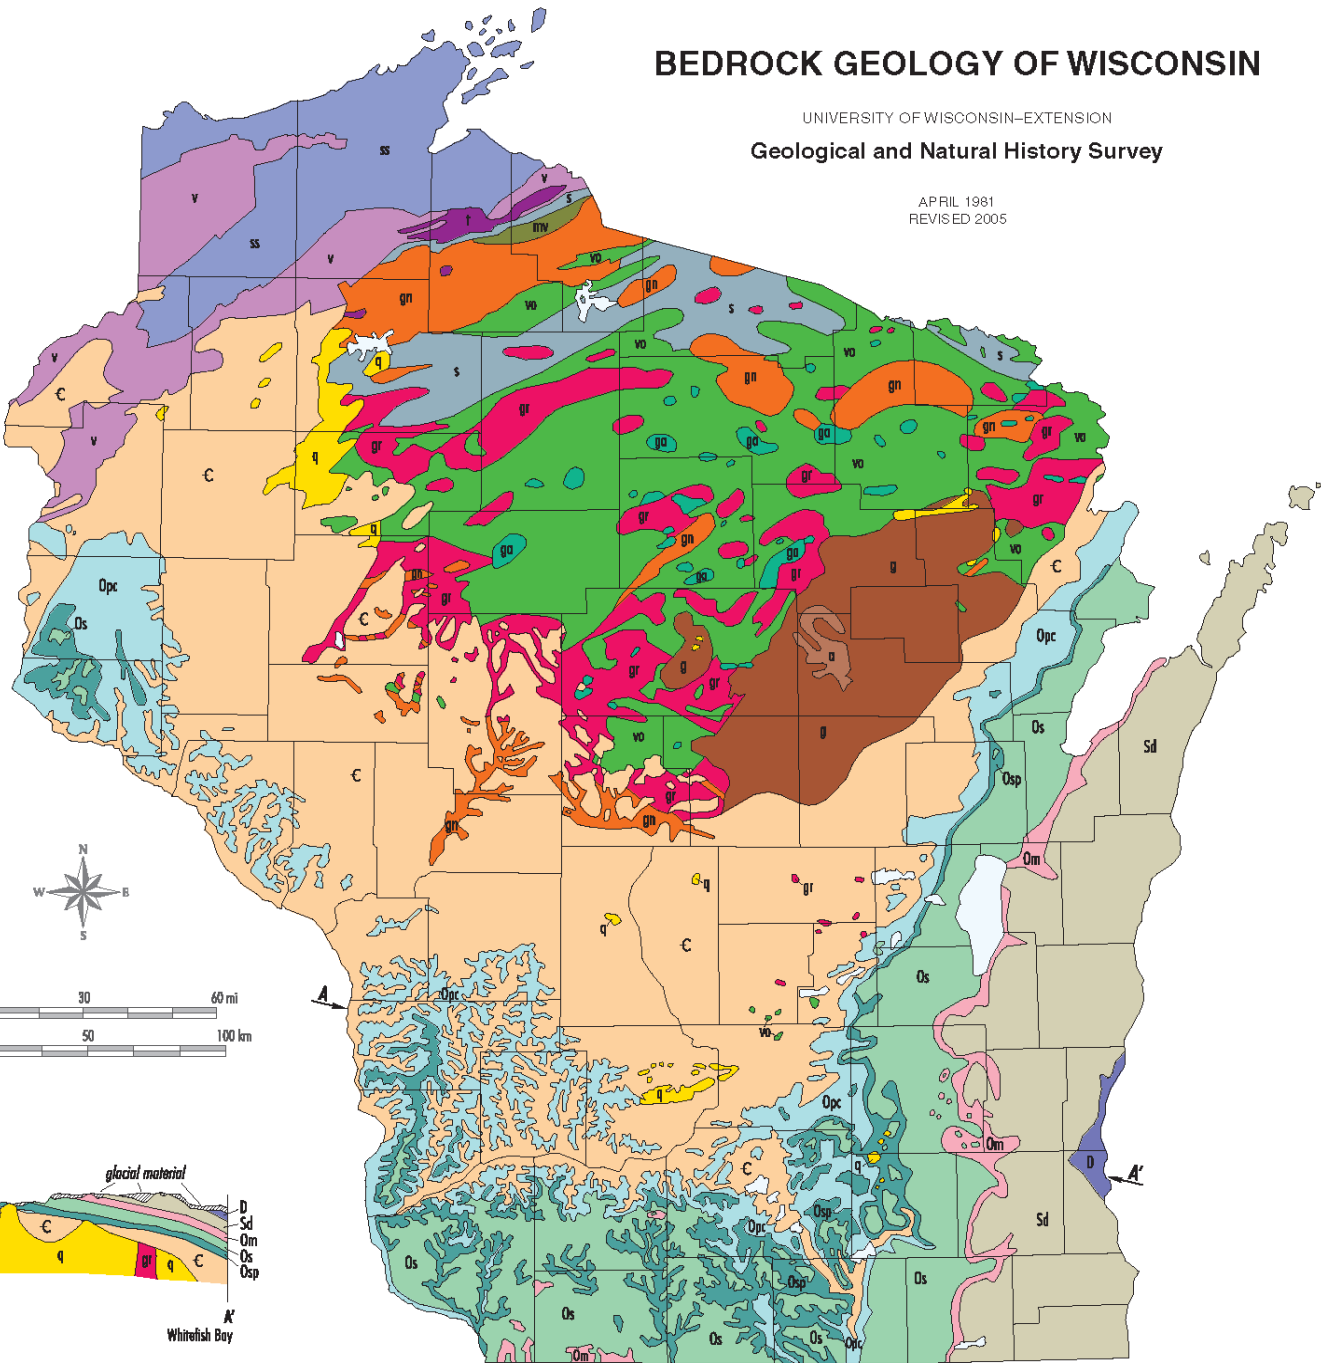 BEDROCK GEOLOGY OF WISCONSIN
UNIVERSITY OF WISCONSIN–EXTENSION
Geological and Natural History Survey
APRIL 1981
REVISED 2005
ss
v
v
s
t
mv
ss
v
vo
gn
gn
vo
s
vo
v
s
vo
q
s
gn
gn
Є
gr
v
gr
gn
gr
vo
ga
ga
ga
q
Є
gr
vo
gr
gr
q
gn
ga
ga
vo
Є
g
gn
gr
ga
gr
Opc
Є
Os
Opc
a
gr
g
gr
Os
Sd
g
vo
Є
Osp
gr
gn
gn
N
W
E
S
Om
q
gr
q
Є
Os
A
Opc
30
60 mi
50
100 km
vo
q
Opc
Om
D
A'
q
Є
glacial material
D
Sd
Om
Os
Osp
Є
q
gr
q
Є
A'
Whitefish Bay
Osp
Opc
Sd
Os
Osp
Os
Os
Os
Os
Opc
Om